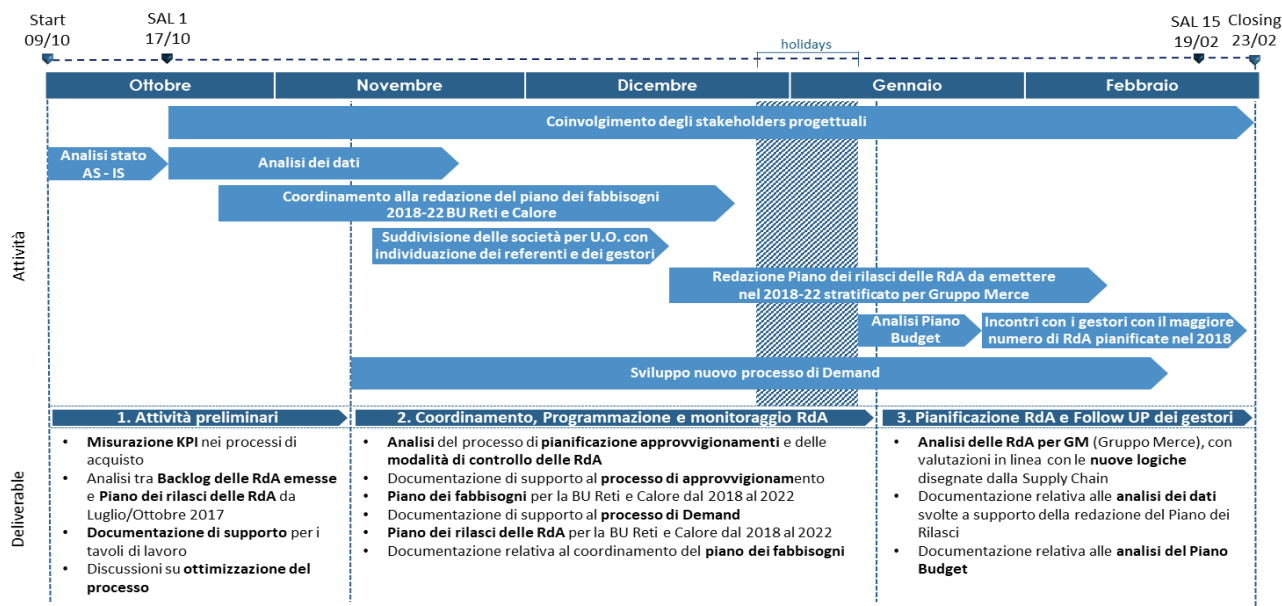 Start
09/10
SAL 1
17/10
holidays
SAL 15
19/02
Closing
23/02
Ottobre
Novembre
Dicembre
Gennaio
Febbraio
Attività
Coinvolgimento degli stakeholders progettuali
Analisi stato
AS - IS
Analisi dei dati
Coordinamento alla redazione del piano dei fabbisogni
2018-22 BU Reti e Calore
Suddivisione delle società per U.O. con
individuazione dei referenti e dei gestori
Redazione Piano dei rilasci delle RdA da emettere
nel 2018-22 stratificato per Gruppo Merce
Analisi Piano
Budget
Incontri con i gestori con il maggiore
numero di RdA pianificate nel 2018
Sviluppo nuovo processo di Demand
Deliverable
1. Attività preliminari
• Misurazione KPI nei processi di
acquisto
• Analisi tra Backlog delle RdA emesse
e Piano dei rilasci delle RdA da
Luglio/Ottobre 2017
• Documentazione di supporto per i
tavoli di lavoro
• Discussioni su ottimizzazione del
processo
2. Coordinamento, Programmazione e monitoraggio RdA
• Analisi del processo di pianificazione approvvigionamenti e delle
modalità di controllo delle RdA
• Documentazione di supporto al processo di approvvigionamento
• Piano dei fabbisogni per la BU Reti e Calore dal 2018 al 2022
• Documentazione di supporto al processo di Demand
• Piano dei rilasci delle RdA per la BU Reti e Calore dal 2018 al 2022
• Documentazione relativa al coordinamento del piano dei fabbisogni
3. Pianificazione RdA e Follow UP dei gestori
• Analisi delle RdA per GM (Gruppo Merce), con
valutazioni in linea con le nuove logiche
disegnate dalla Supply Chain
• Documentazione relativa alle analisi dei dati
svolte a supporto della redazione del Piano dei
Rilasci
• Documentazione relativa alle analisi del Piano
Budget